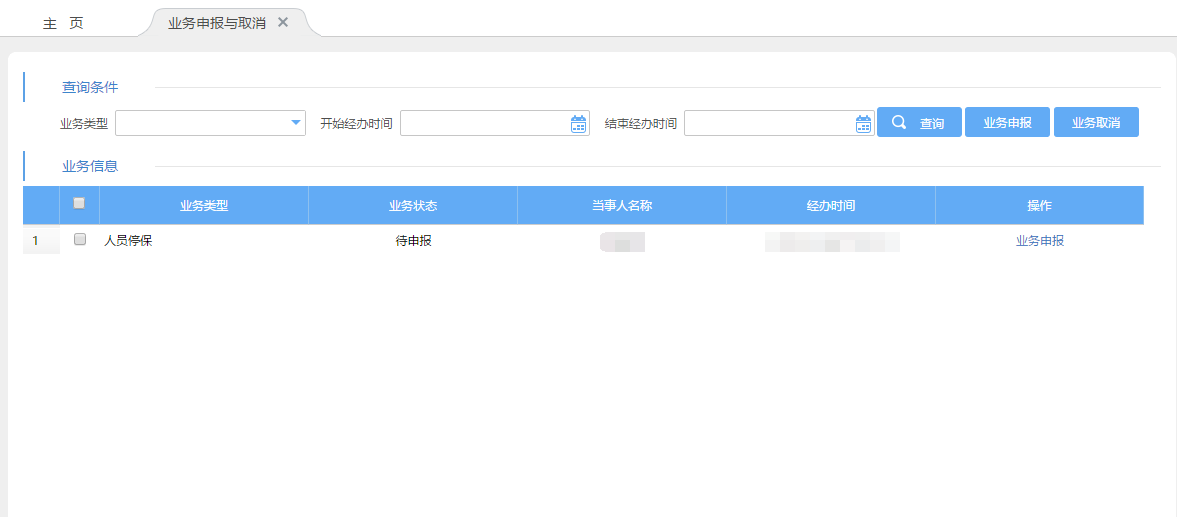 主 页
业务申报与取消
查询条件
业务类型 开始经办时间 结束经办时间 查询 业务申报 业务取消
业务信息
业务类型 业务状态 当事人名称 经办时间 操作
1 人员停保 待申报 业务申报